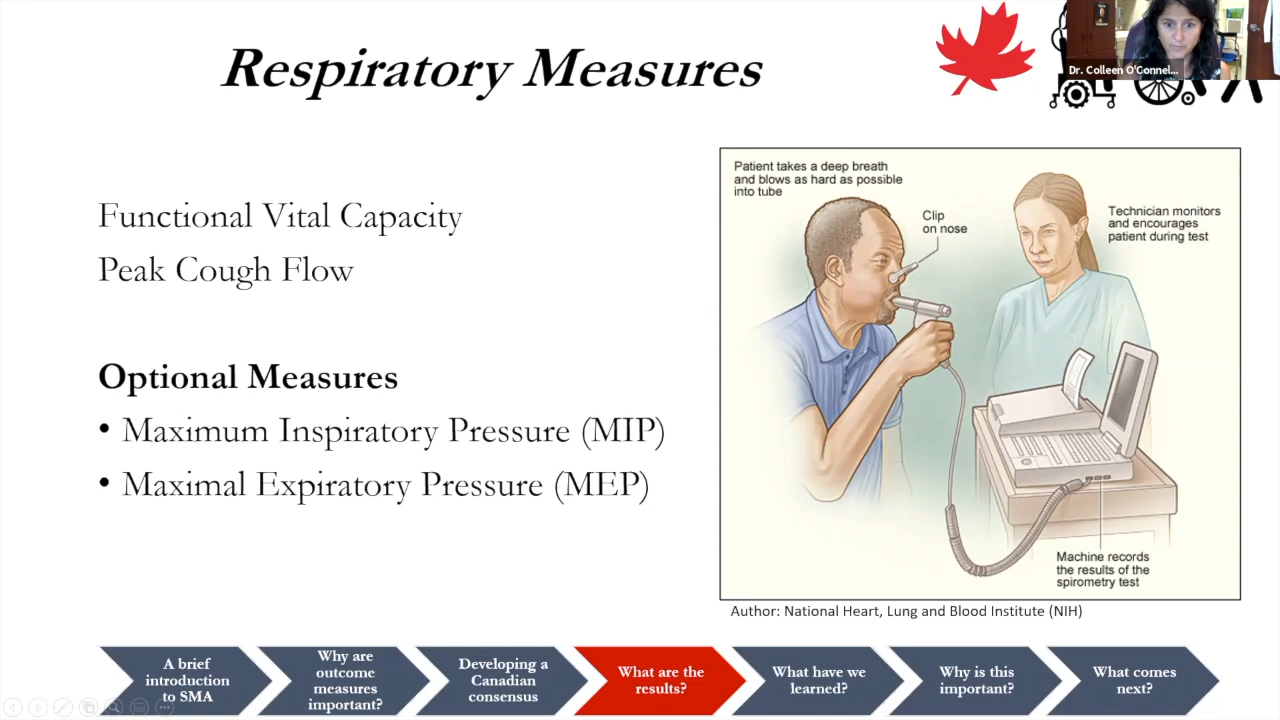 Respiratory Measures
Dr. Colleen O'Connel...
Functional Vital Capacity
Peak Cough Flow
Optional Measures
• Maximum Inspiratory Pressure (MIP)
• Maximal Expiratory Pressure (MEP)
Patient takes a deep breath
and blows as hard as possible
into tube
Clip
on nose
Technician monitors
and encourages
patient during test
Machine records
the results of the
spirometry test
Author: National Heart, Lung and Blood Institute (NIH)
A brief
introduction
to SMA
Why are
outcome
measures
important?
Developing a
Canadian
consensus
What are the
results?
What have we
learned?
Why is this
important?
What comes
next?